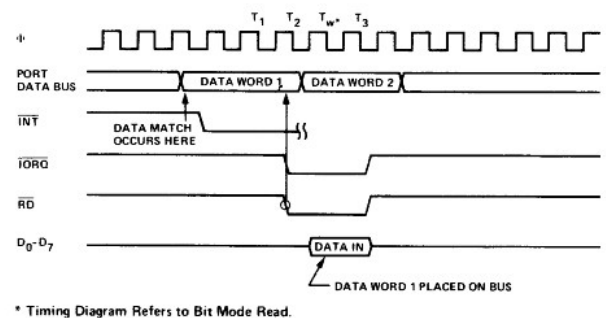 T1 T2 Tw* T3
Φ
PORT
DATA BUS
DATA WORD 1 DATA WORD 2
INT
DATA MATCH
OCCURS HERE
IORQ
RD
D0-D7
DATA IN
DATA WORD 1 PLACED ON BUS
* Timing Diagram Refers to Bit Mode Read.